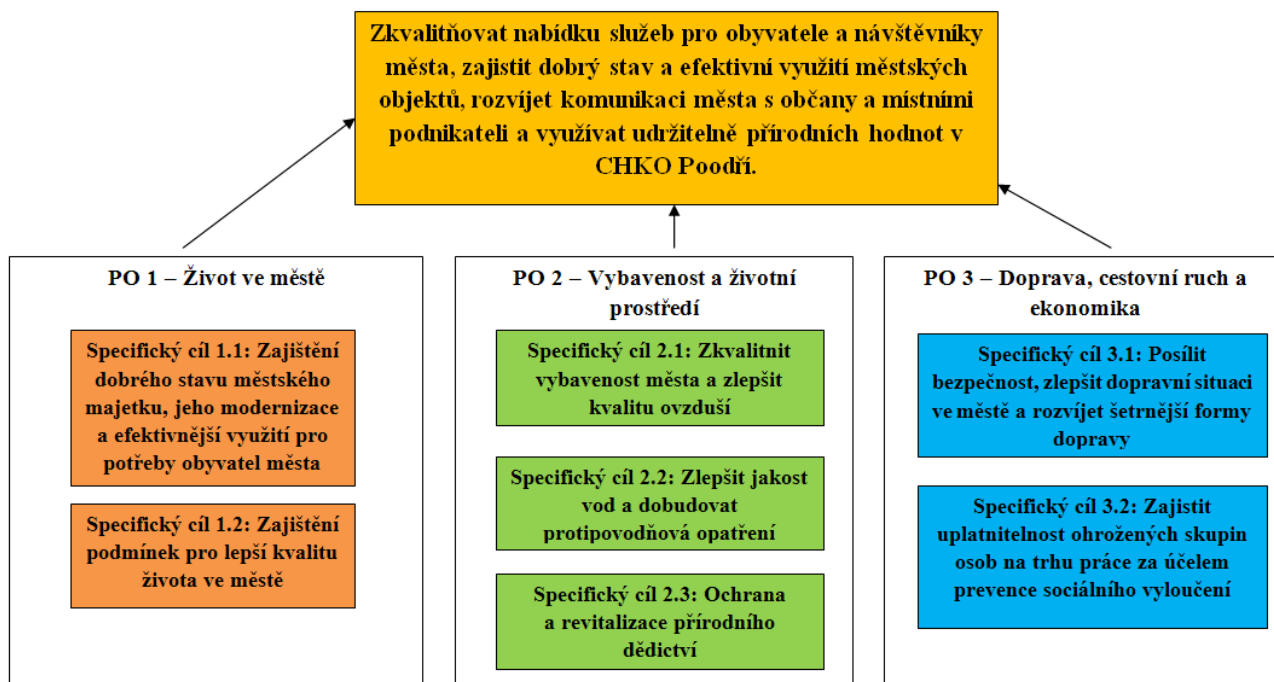 Zkvalitňovat nabídku služeb pro obyvatele a návštěvníky
města, zajistit dobrý stav a efektivní využití městských
objektů, rozvíjet komunikaci města s občany a místními
podnikateli a využívat udržitelně přírodních hodnot v
CHKO Poodří.
PO 1 – Život ve městě
Specifický cíl 1.1: Zajištění
dobrého stavu městského
majetku, jeho modernizace
a efektivnější využití pro
potřeby obyvatel města
Specifický cíl 1.2: Zajištění
podmínek pro lepší kvalitu
života ve městě
PO 2 – Vybavenost a životní
prostředí
Specifický cíl 2.1: Zkvalitnit
vybavenost města a zlepšit
kvalitu ovzduší
Specifický cíl 2.2: Zlepšit jakost
vod a dobudovat
protipovodňová opatření
Specifický cíl 2.3: Ochrana
a revitalizace přírodního
dědictví
PO 3 – Doprava, cestovní ruch a
ekonomika
Specifický cíl 3.1: Posílit
bezpečnost, zlepšit dopravní situaci
ve městě a rozvíjet šetrnější formy
dopravy
Specifický cíl 3.2: Zajistit
uplatnitelnost ohrožených skupin
osob na trhu práce za účelem
prevence sociálního vyloučení